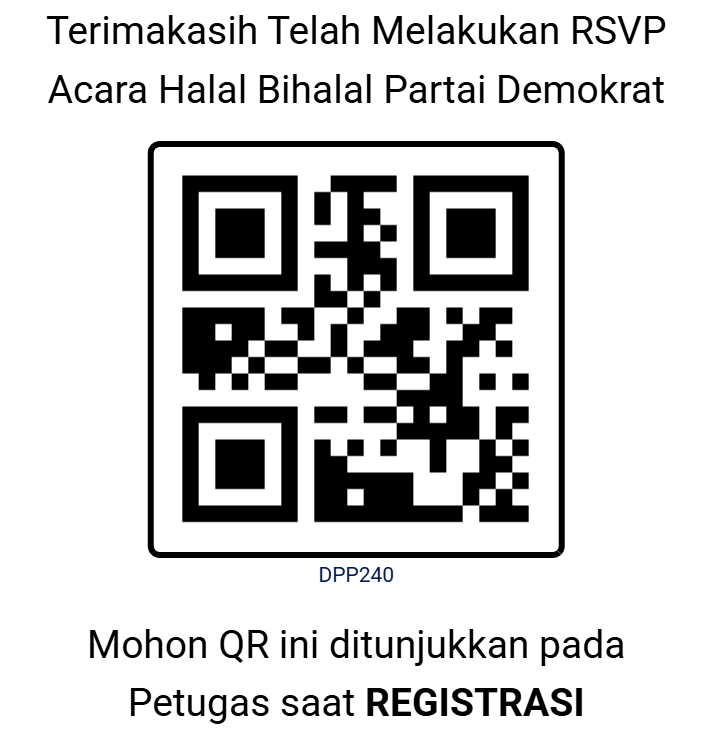 Terimakasih Telah Melakukan RSVP
Acara Halal Bihalal Partai Demokrat
DPP240
Mohon QR ini ditunjukkan pada
Petugas saat REGISTRASI